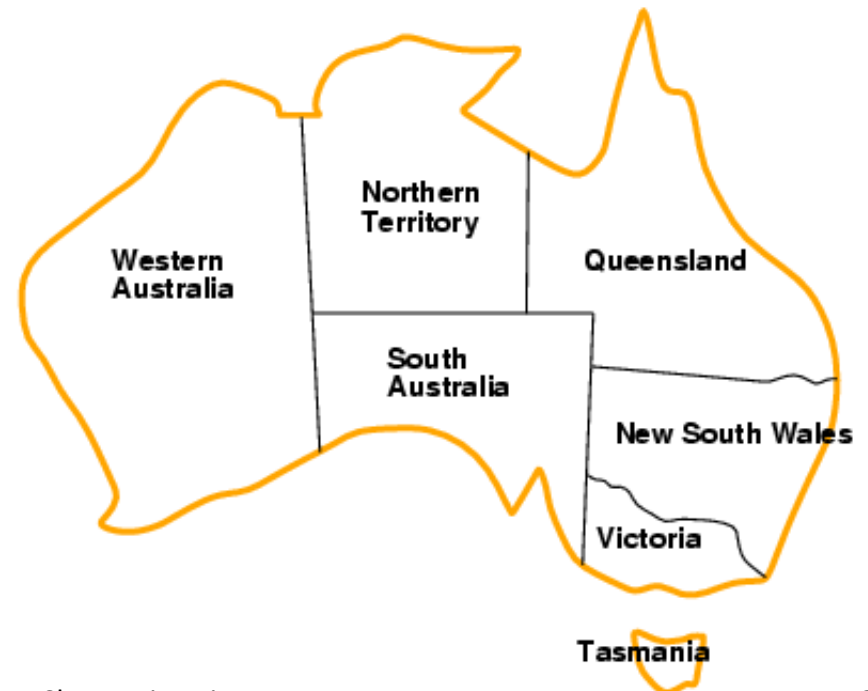 Northern
Territory
Western
Australia
Queensland
South
Australia
New South Wales
Victoria
Tasmania